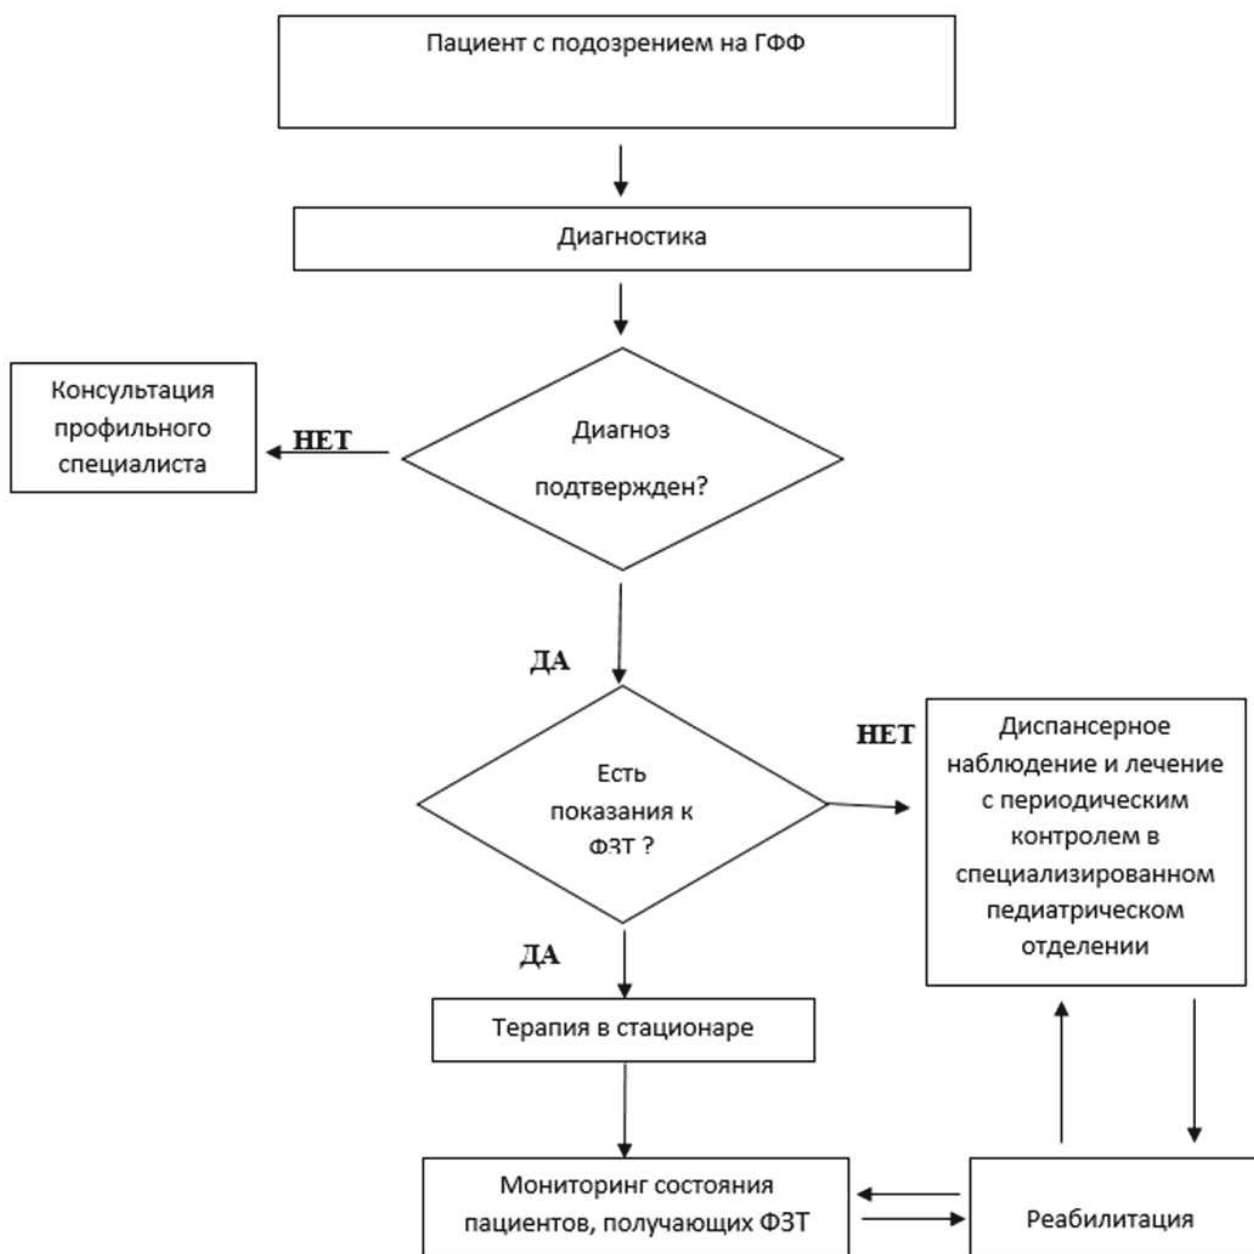 Пациент с подозрением на ГФФ
Диагностика
Диагноз
подтвержден?
НЕТ
Консультация
профильного
специалиста
ДА
Есть
показания к
ФЗТ ?
НЕТ
Диспансерное
наблюдение и лечение
с периодическим
контролем в
специализированном
педиатрическом
отделении
ДА
Терапия в стационаре
Мониторинг состояния
пациентов, получающих ФЗТ
Реабилитация